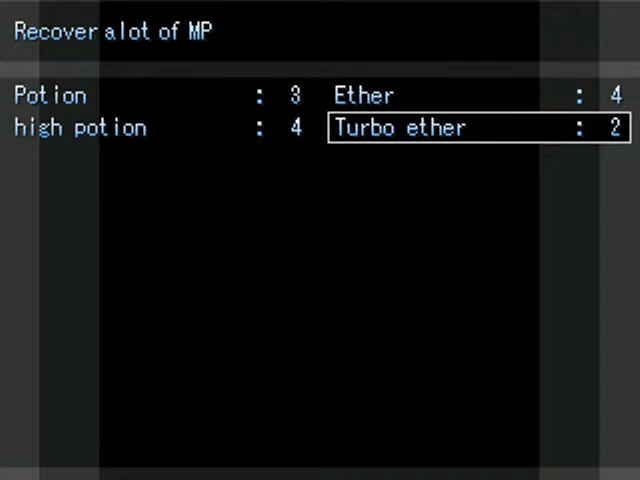 Recover alot of MP
Potion : 3 Ether : 4
high potion : 4 Turbo ether : 2